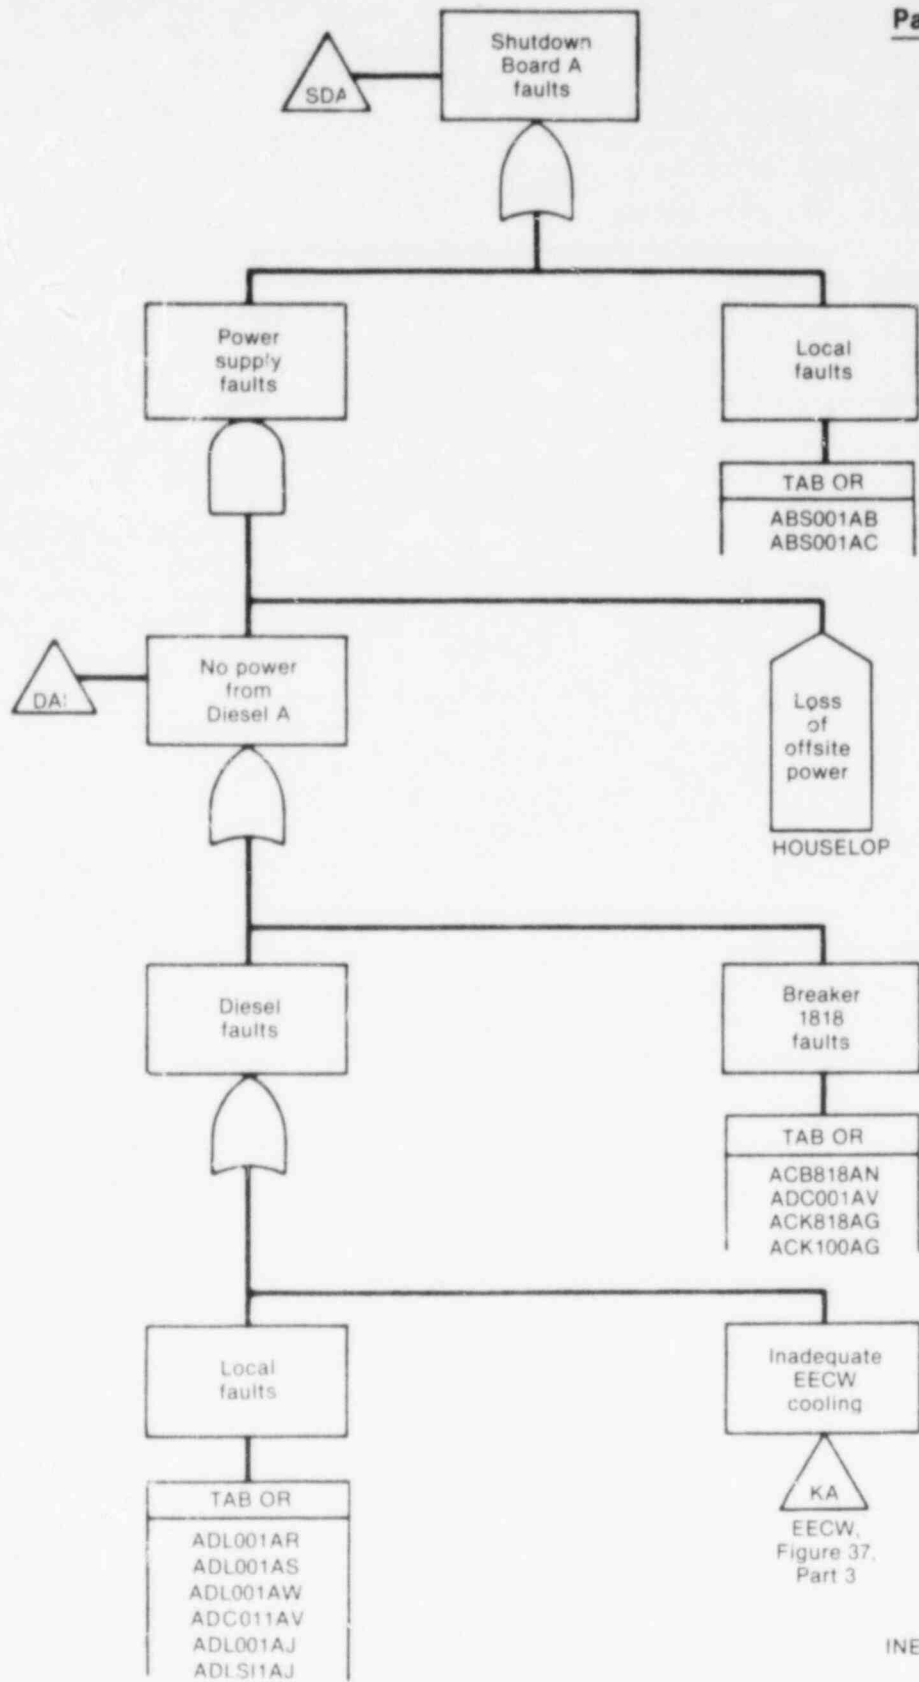 Pa
Shutdown
Board A
faults
SDA
Power
supply
faults
Local
faults
TAB OR
ABS001AB
ABS001AC
No power
from
Diesel A
Loss
of
offsite
power
HOUSELOP
Diesel
faults
Breaker
1818
faults
TAB OR
ACB818AN
ADC001AV
ACK818AG
ACK100AG
Local
faults
Inadequate
EECW
cooling
TAB OR
ADL001AR
ADL001AS
ADL001AW
ADC011AV
ADL001AJ
ADLSI1AJ
KA
EECW,
Figure 37,
Part 3
INE